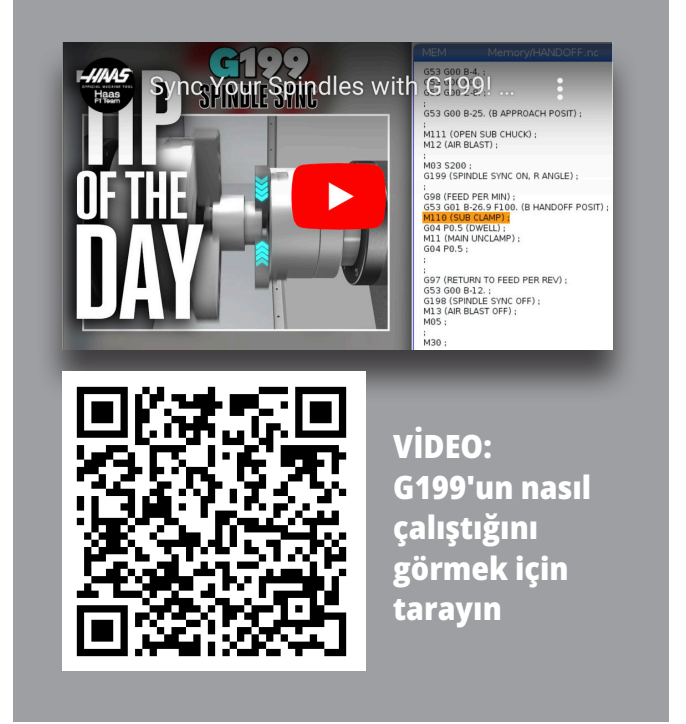 HAAS
Haas
F1 Team
Sync Your Spindles with G199! ...
G199
SPINDLE SYNC
TIP
OF THE
DAY
MEM Memory/HANDOFF.nc
G53 G00 B-4. ;
;
G53 G00 B-25. (B APPROACH POSIT) ;
;
M111 (OPEN SUB CHUCK) ;
M12 (AIR BLAST) ;
;
M03 S200 ;
G199 (SPINDLE SYNC ON, R ANGLE) ;
;
G98 (FEED PER MIN) ;
G53 G01 B-26.9 F100. (B HANDOFF POSIT) ;
M110 (SUB CLAMP) ;
G04 P0.5 (DWELL) ;
M11 (MAIN UNCLAMP) ;
G04 P0.5 ;
;
;
G97 (RETURN TO FEED PER REV) ;
G53 G00 B-12. ;
G198 (SPINDLE SYNC OFF) ;
M13 (AIR BLAST OFF) ;
M05 ;
;
M30 ;
VİDEO:
G199'un nasıl
çalıştığını
görmek için
tarayın